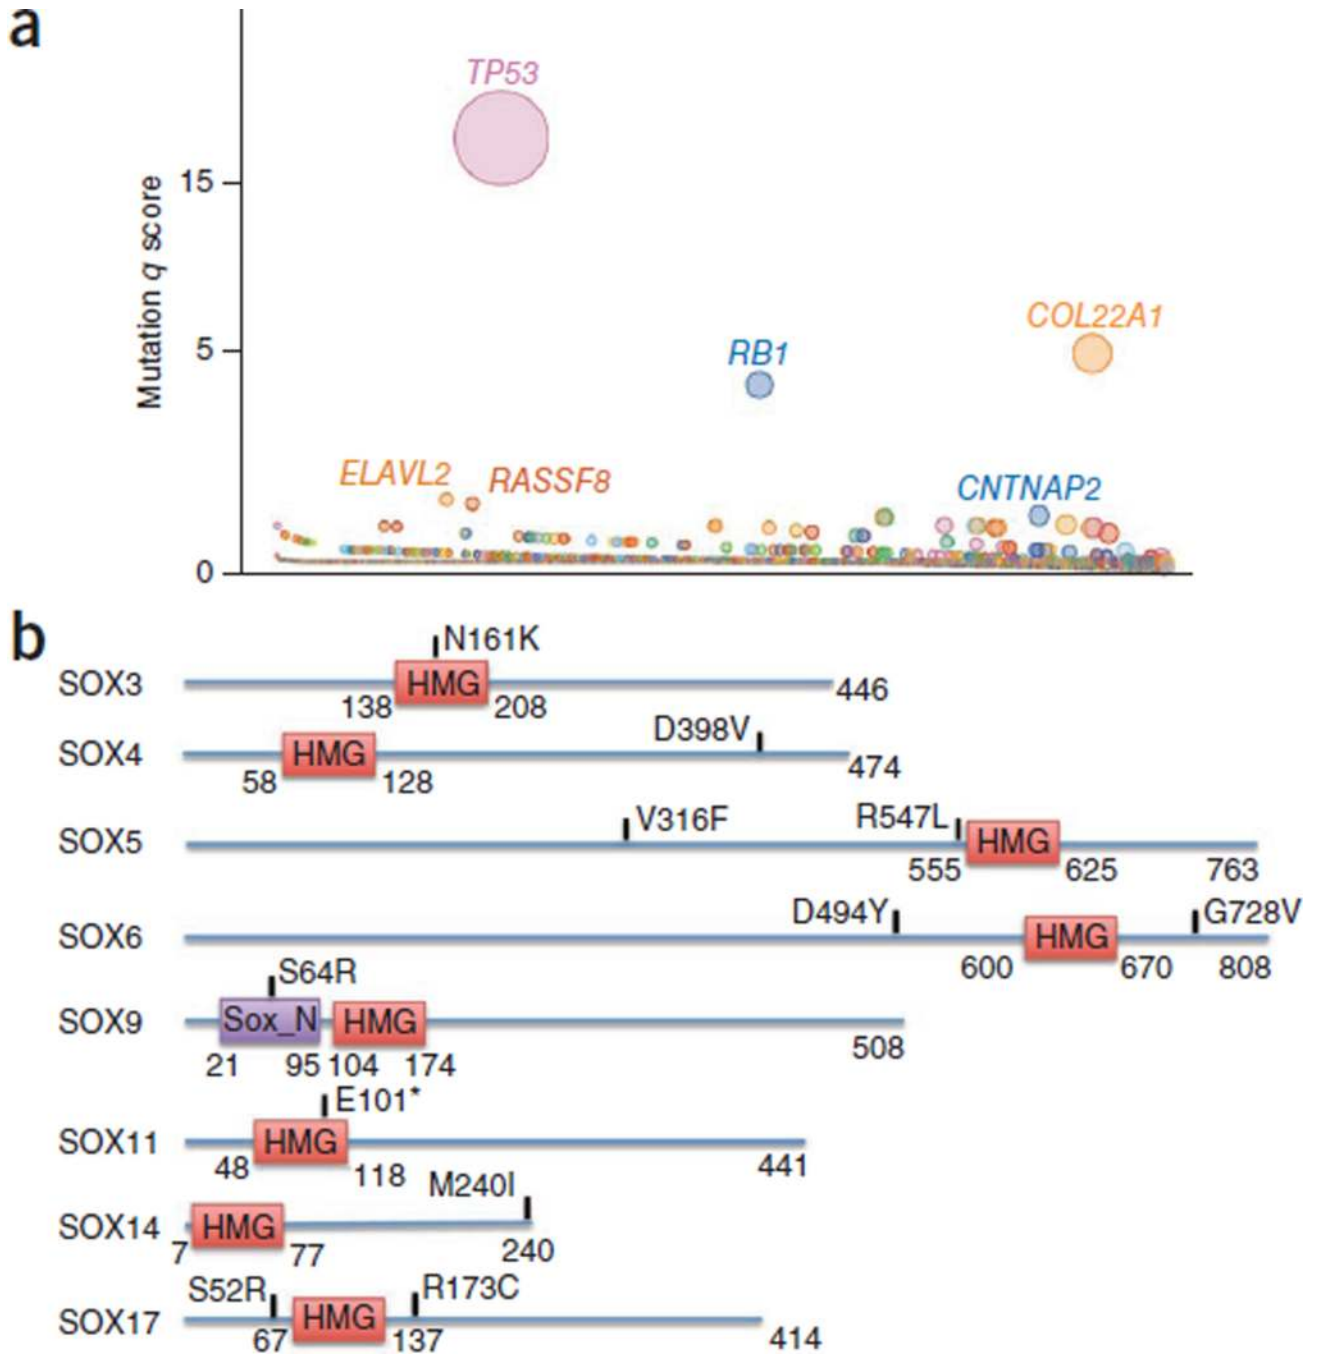 a
TP53
15
Mutation q score
COL22A1
5
RB1
ELAVL2 RASSF8
CNTNAP2
0
b
N161K
SOX3 HMG
138 208 446
D398V
SOX4 HMG
58 128 474
V316F R547L
SOX5 HMG
555 625 763
D494Y G728V
SOX6 HMG
600 670 808
S64R
SOX9 Sox_N HMG
21 95 104 174 508
E101*
SOX11 HMG
48 118 441
M240I
SOX14 HMG
7 77 240
S52R R173C
SOX17 HMG
67 137 414